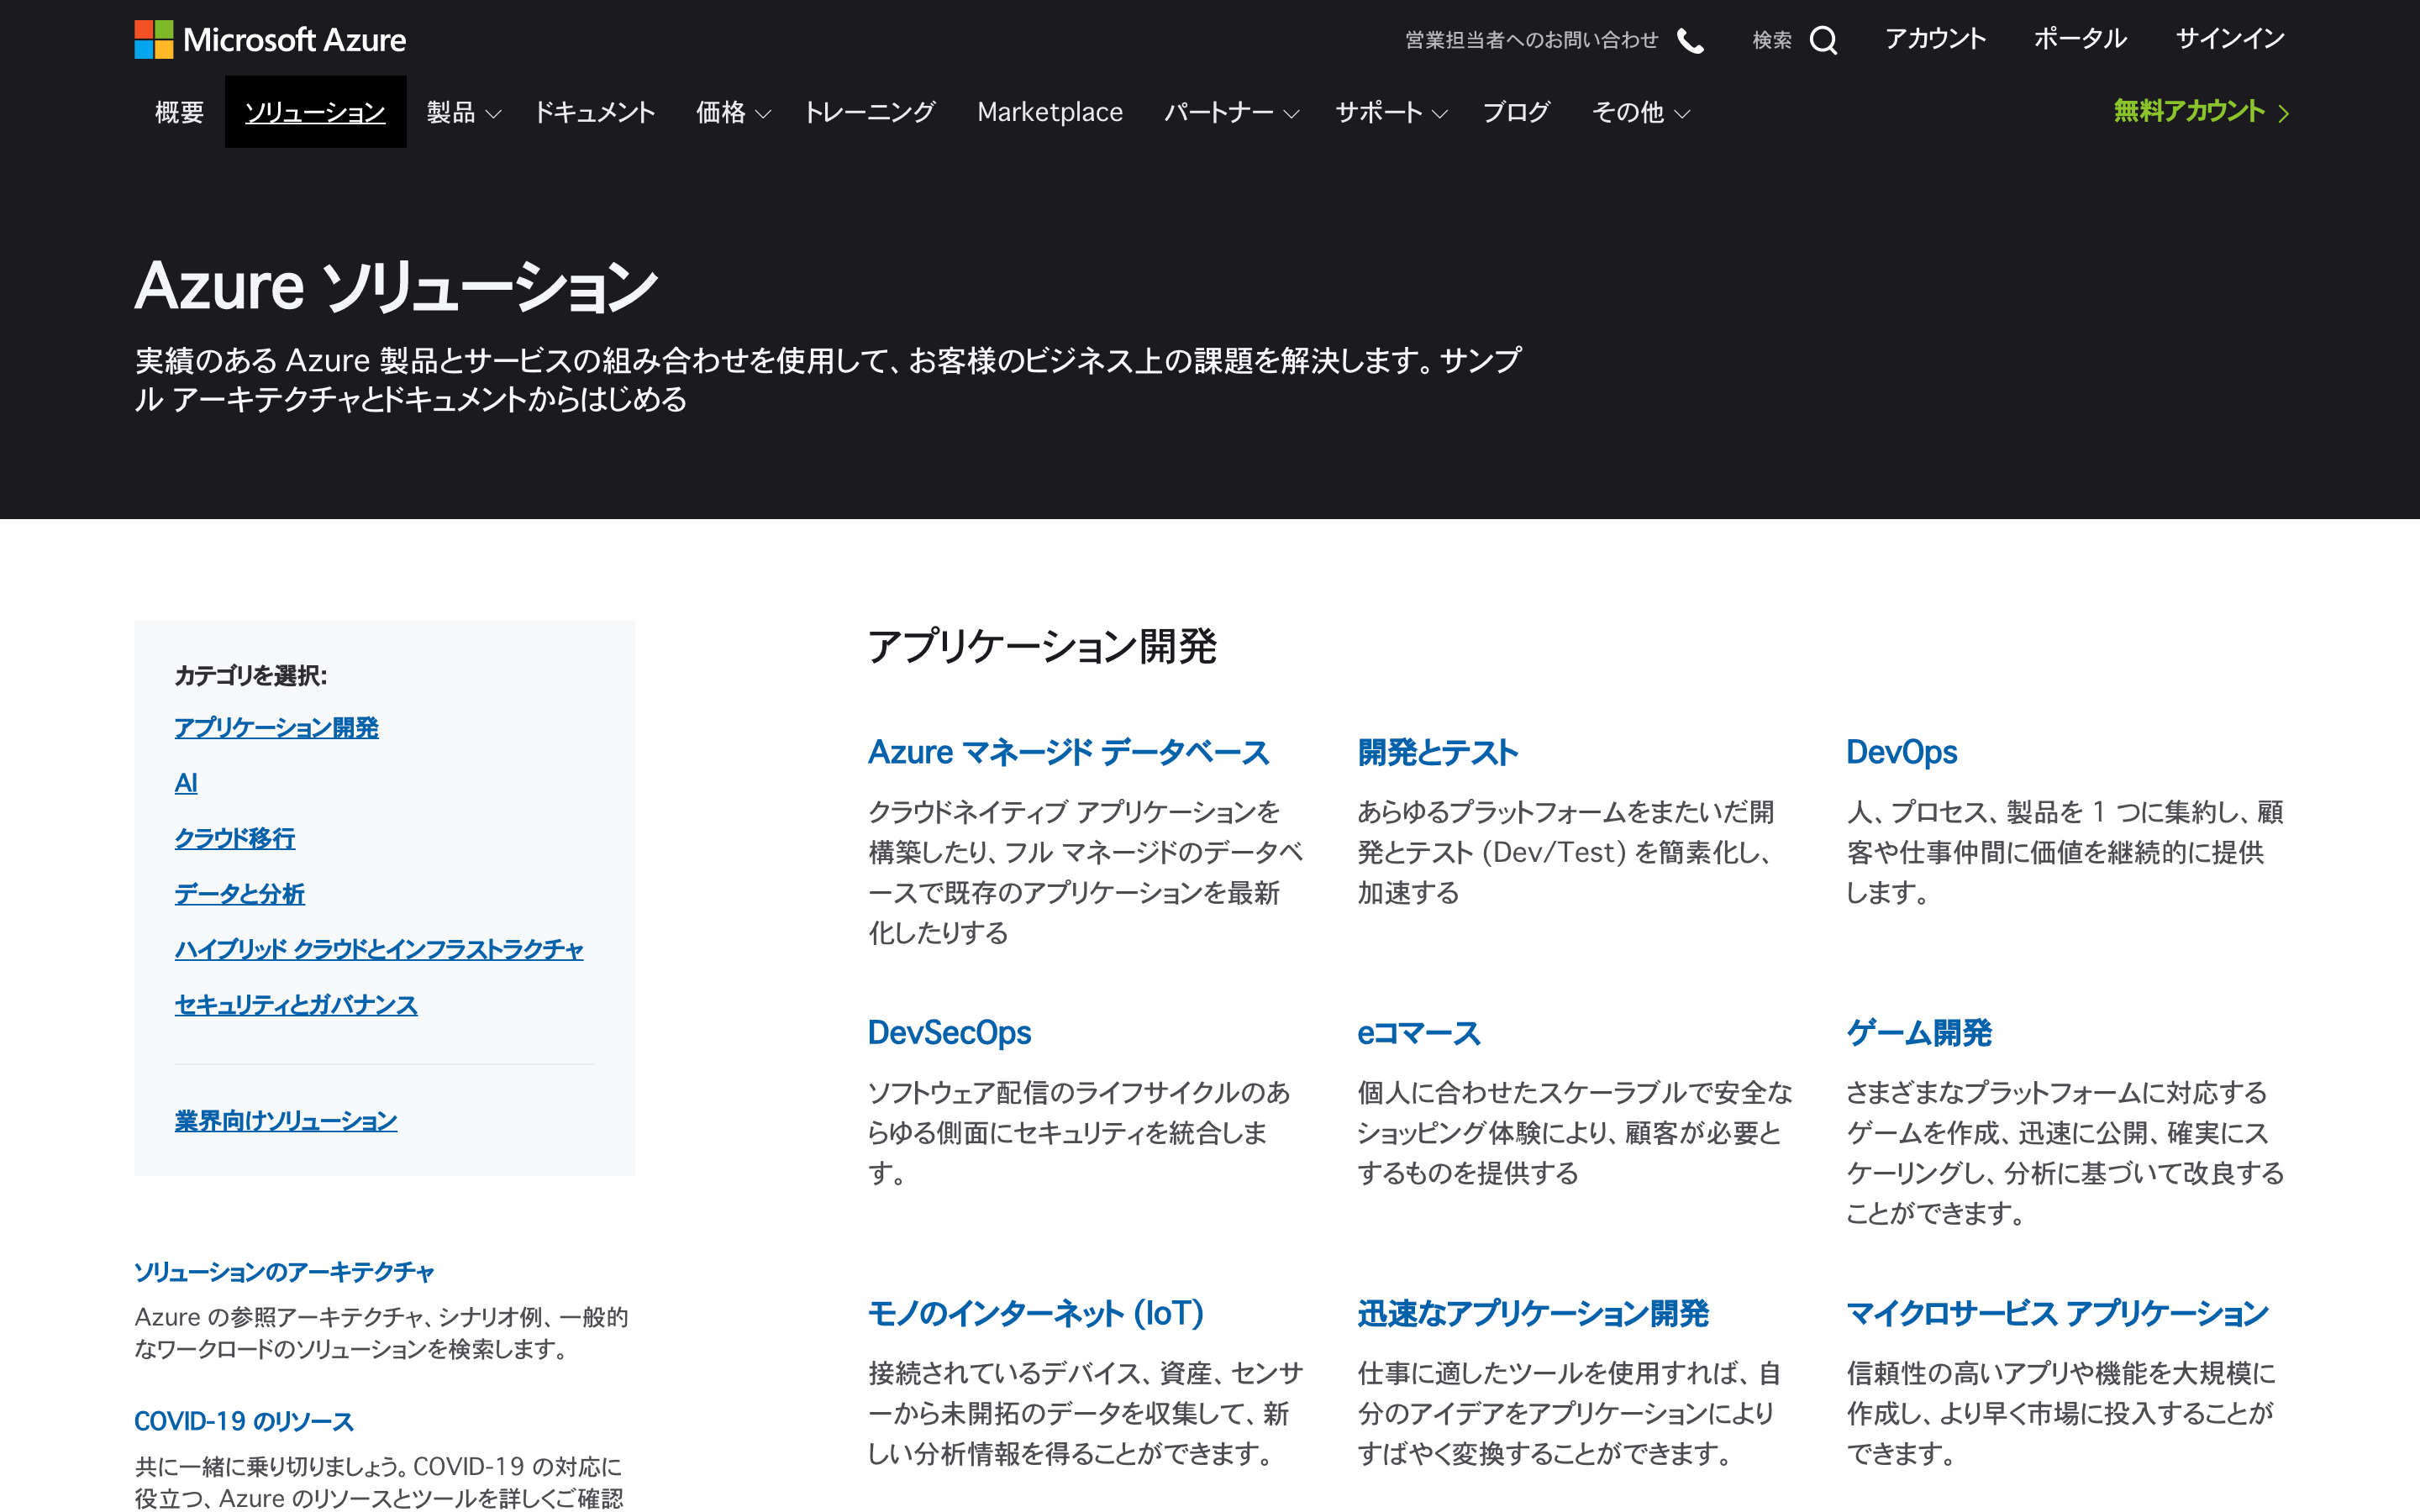 Microsoft Azure
営業担当者へのお問い合わせ
検索
アカウント
ポータル
サインイン
概要
ソリューション
製品
ドキュメント
価格
トレーニング
Marketplace
パートナー
サポート
ブログ
その他
無料アカウント
Azure ソリューション
実績のある Azure 製品とサービスの組み合わせを使用して、お客様のビジネス上の課題を解決します。サンプ
ル アーキテクチャとドキュメントからはじめる
カテゴリを選択:
アプリケーション開発
AI
クラウド移行
データと分析
ハイブリッド クラウドとインフラストラクチャ
セキュリティとガバナンス
業界向けソリューション
ソリューションのアーキテクチャ
Azure の参照アーキテクチャ、シナリオ例、一般的
なワークロードのソリューションを検索します。
COVID-19 のリソース
共に一緒に乗り切りましょう。COVID-19 の対応に
役立つ、Azure のリソースとツールを詳しくご確認
アプリケーション開発
Azure マネージド データベース
クラウドネイティブ アプリケーションを
構築したり、フル マネージドのデータベ
ースで既存のアプリケーションを最新
化したりする
開発とテスト
あらゆるプラットフォームをまたいだ開
発とテスト (Dev/Test) を簡素化し、
加速する
DevOps
人、プロセス、製品を 1 つに集約し、顧
客や仕事仲間に価値を継続的に提供
します。
DevSecOps
ソフトウェア配信のライフサイクルのあ
らゆる側面にセキュリティを統合しま
す。
eコマース
個人に合わせたスケーラブルで安全な
ショッピング体験により、顧客が必要と
するものを提供する
ゲーム開発
さまざまなプラットフォームに対応する
ゲームを作成、迅速に公開、確実にス
ケーリングし、分析に基づいて改良する
ことができます。
モノのインターネット (IoT)
接続されているデバイス、資産、センサ
ーから未開拓のデータを収集して、新
しい分析情報を得ることができます。
迅速なアプリケーション開発
仕事に適したツールを使用すれば、自
分のアイデアをアプリケーションにより
すばやく変換することができます。
マイクロサービス アプリケーション
信頼性の高いアプリや機能を大規模に
作成し、より早く市場に投入することが
できます。